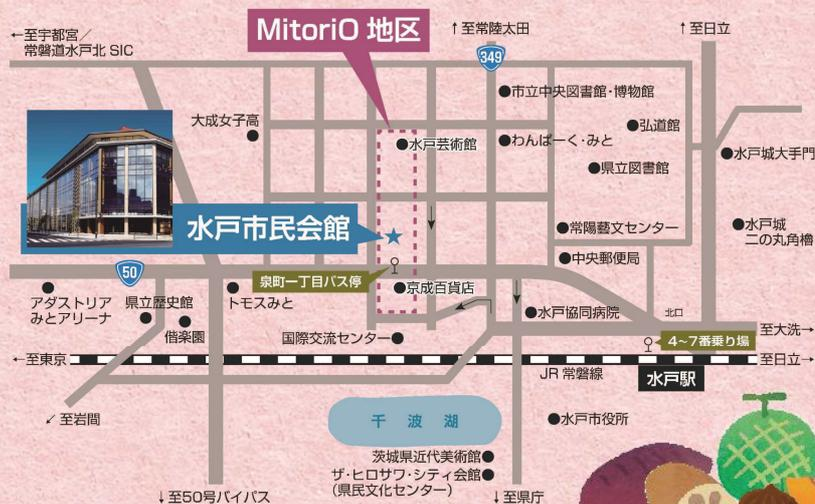 MitoriO 地区
↑至常陸太田
↑至日立
←至宇都宮／
常磐道水戸北 SIC
349
●市立中央図書館・博物館
大成女子高
●水戸芸術館
●わんぱーく・みと
●弘道館
●水戸城大手門
●県立図書館
水戸市民会館
●常陽藝文センター
●水戸城
二の丸角櫓
●中央郵便局
50
泉町一丁目バス停
アダストリア
みとアリーナ
県立歴史館
トモスみと
●京成百貨店
偕楽園
国際交流センター●
●水戸協同病院
北口
至大洗→
4~7番乗り場
←至東京
至日立→
JR 常磐線
水戸駅
↙至岩間
千波湖
●水戸市役所
茨城県近代美術館●
ザ・ヒロサワ・シティ会館●
（県民文化センター）
↓至50号バイパス
↓至県庁